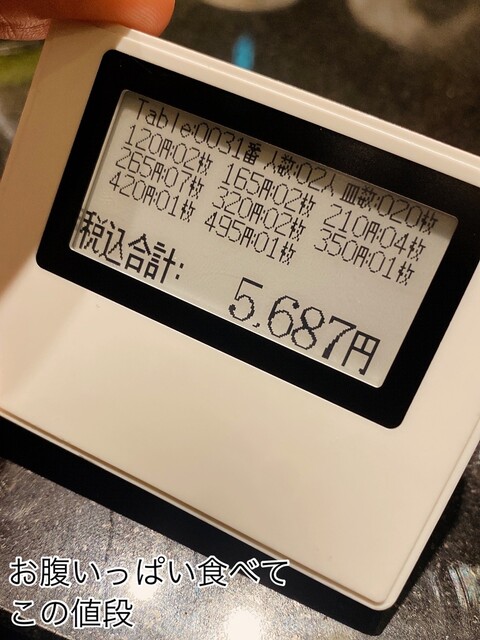 Table:0031番 人数:02人 皿数:020枚
120円:02枚 165円:02枚 210円:04枚
265円:07枚 320円:02枚 350円:01枚
420円:01枚 495円:01枚
税込合計:
5,687円
お腹いっぱい食べて
この値段